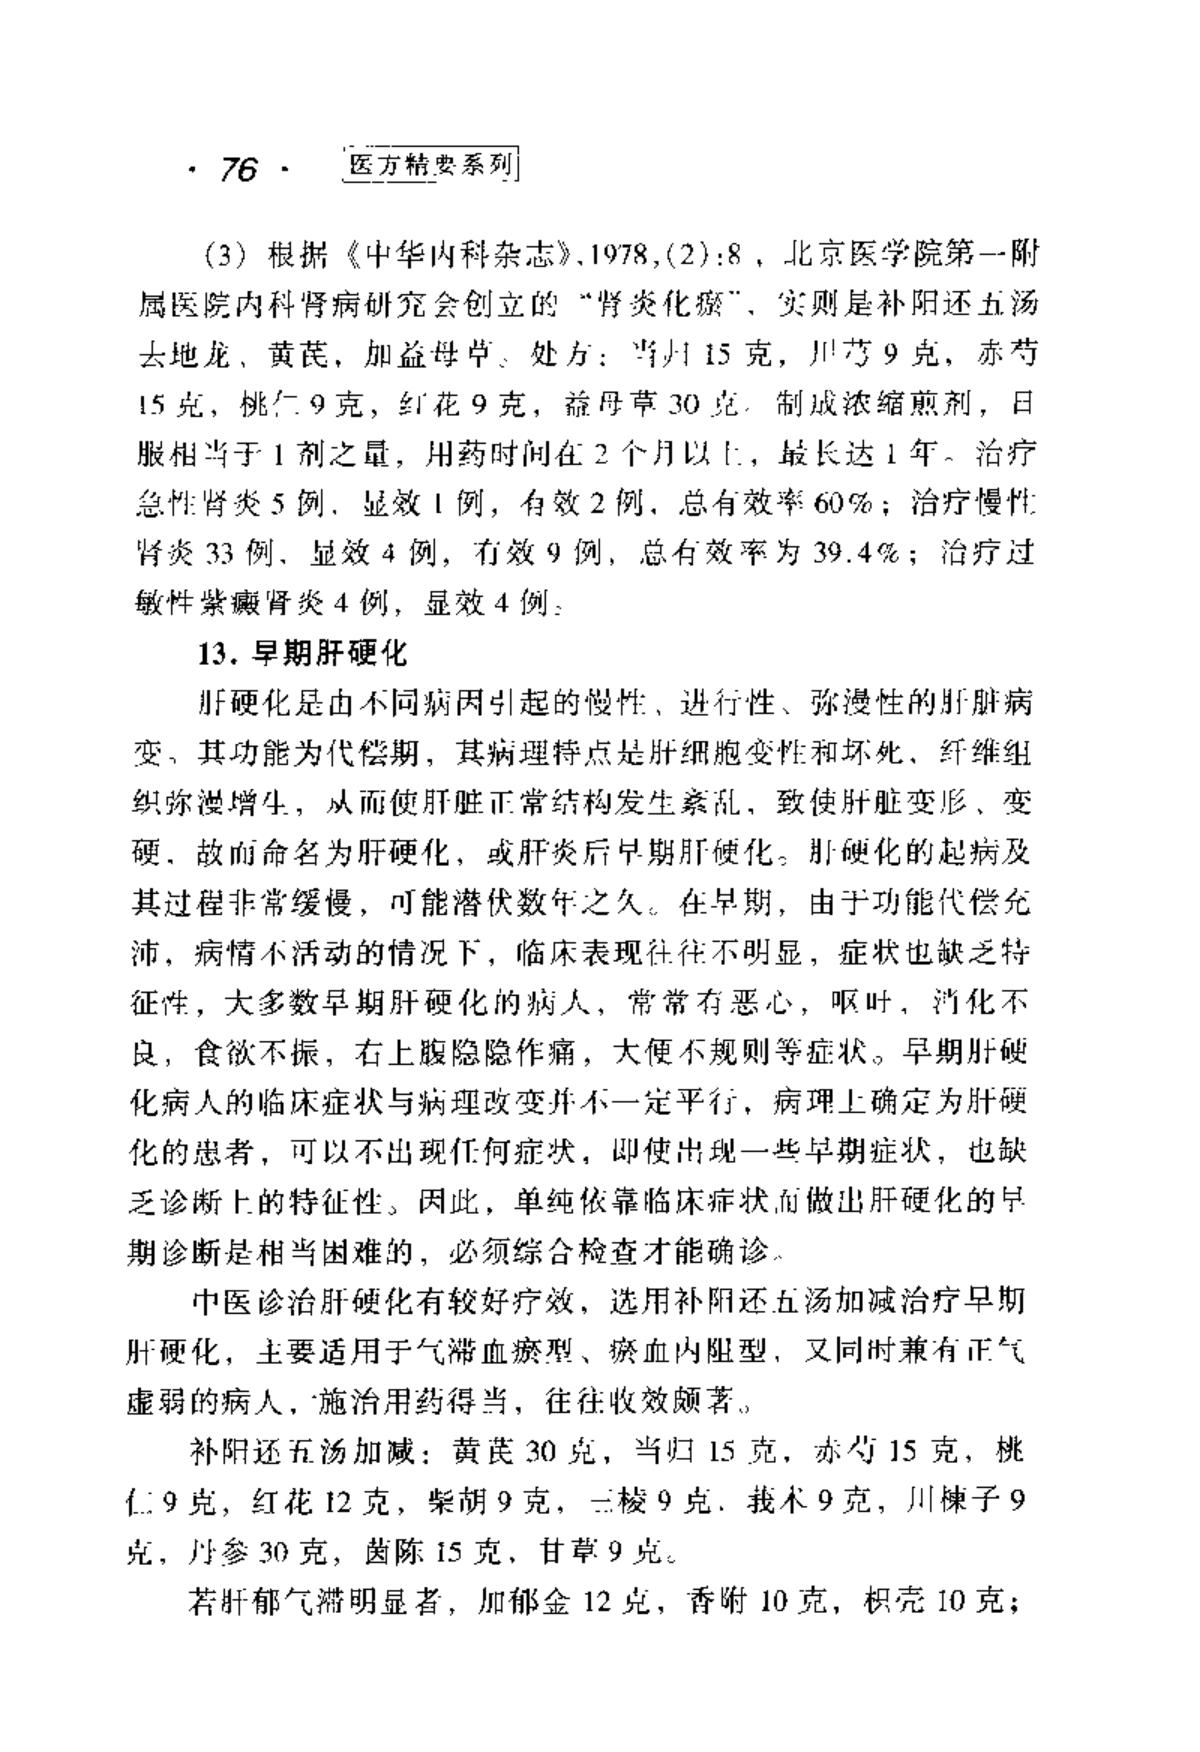 · 76 · 医方精要系列
(3) 根据《中华内科杂志》,1978,(2):8，北京医学院第一附
属医院内科肾病研究会创立的“肾炎化瘀”，实则是补阳还五汤
去地龙、黄芪，加益母草。处方：当归 15 克，川芎 9 克，赤芍
15 克，桃仁 9 克，红花 9 克，益母草 30 克。制成浓缩煎剂，日
服相当于 1 剂之量，用药时间在 2 个月以上，最长达 1 年。治疗
急性肾炎 5 例，显效 1 例，有效 2 例，总有效率 60%；治疗慢性
肾炎 33 例，显效 4 例，有效 9 例，总有效率为 39.4%；治疗过
敏性紫癜肾炎 4 例，显效 4 例。
13. 早期肝硬化
肝硬化是由不同病因引起的慢性、进行性、弥漫性的肝脏病
变。其功能为代偿期，其病理特点是肝细胞变性和坏死，纤维组
织弥漫增生，从而使肝脏正常结构发生紊乱，致使肝脏变形、变
硬，故而命名为肝硬化，或肝炎后早期肝硬化。肝硬化的起病及
其过程非常缓慢，可能潜伏数年之久。在早期，由于功能代偿充
沛，病情不活动的情况下，临床表现往往不明显，症状也缺乏特
征性，大多数早期肝硬化的病人，常常有恶心，呕吐，消化不
良，食欲不振，右上腹隐隐作痛，大便不规则等症状。早期肝硬
化病人的临床症状与病理改变并不一定平行，病理上确定为肝硬
化的患者，可以不出现任何症状，即使出现一些早期症状，也缺
乏诊断上的特征性。因此，单纯依靠临床症状而做出肝硬化的早
期诊断是相当困难的，必须综合检查才能确诊。
中医诊治肝硬化有较好疗效，选用补阳还五汤加减治疗早期
肝硬化，主要适用于气滞血瘀型、瘀血内阻型，又同时兼有正气
虚弱的病人，施治用药得当，往往收效颇著。
补阳还五汤加减：黄芪 30 克，当归 15 克，赤芍 15 克，桃
仁 9 克，红花 12 克，柴胡 9 克，三棱 9 克，莪术 9 克，川楝子 9
克，丹参 30 克，茵陈 15 克，甘草 9 克。
若肝郁气滞明显者，加郁金 12 克，香附 10 克，枳壳 10 克；